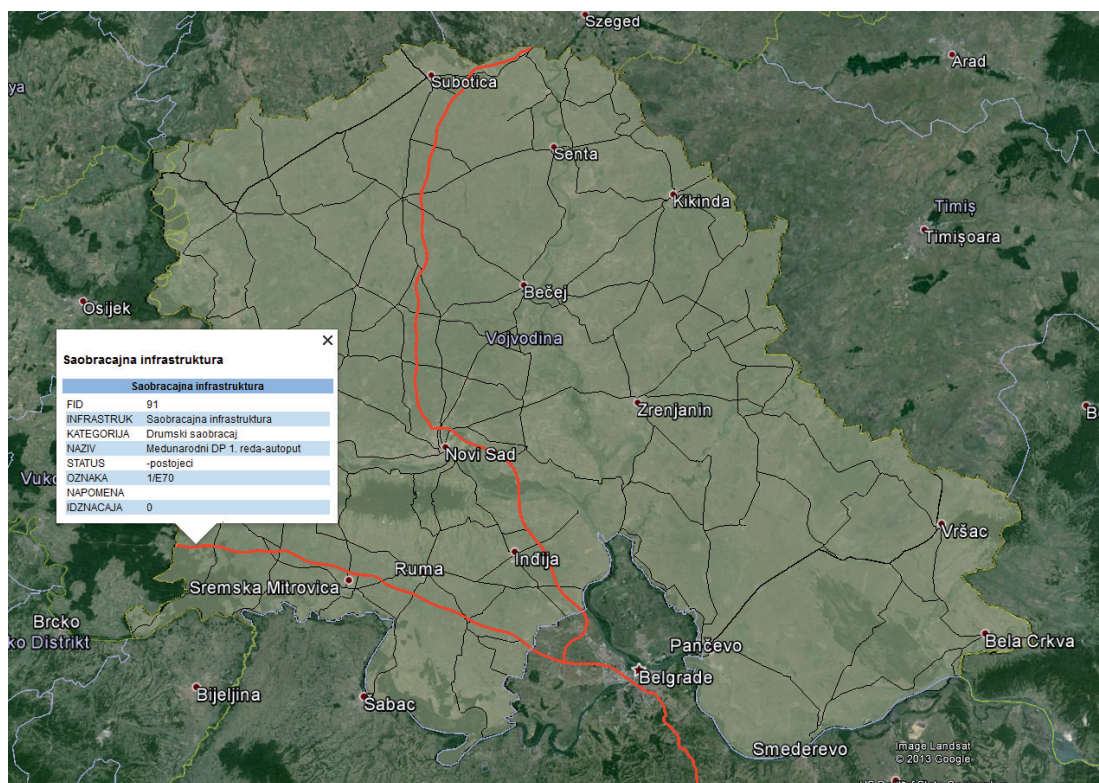 Szeged
Arad
ya
Subotica
Senta
Kikinda
Timiș
Timișoara
Bečej
Osijek
Vojvodina
Saobracajna infrastruktura
Saobracajna infrastruktura
FID 91
INFRASTRUK Saobracajna infrastruktura
KATEGORIJA Drumski saobracaj
NAZIV Medunarodni DP 1. reda-autoput
STATUS -postojeci
OZNAKA 1/E70
NAPOMENA
IDZNACAJA 0
Zrenjanin
Novi Sad
Vuko
Vršac
Inđija
Ruma
Sremska Mitrovica
Brcko
ko Distrikt
Pančevo
Bela Crkva
Belgrade
Bijeljina
Šabac
Smederevo
Image Landsat
© 2013 Google